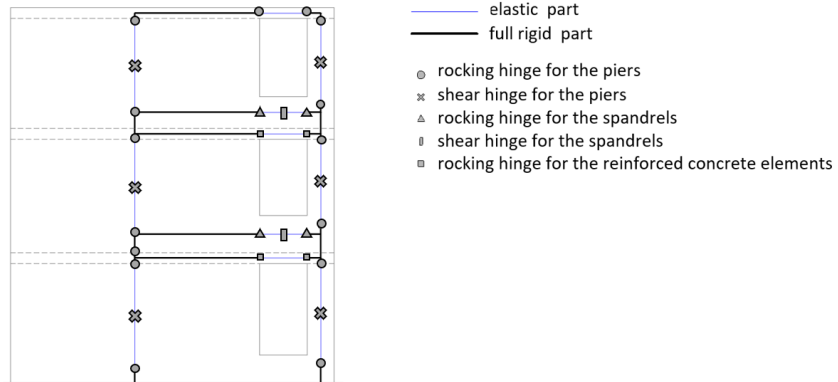 elastic part
full rigid part
rocking hinge for the piers
shear hinge for the piers
rocking hinge for the spandrels
shear hinge for the spandrels
rocking hinge for the reinforced concrete elements